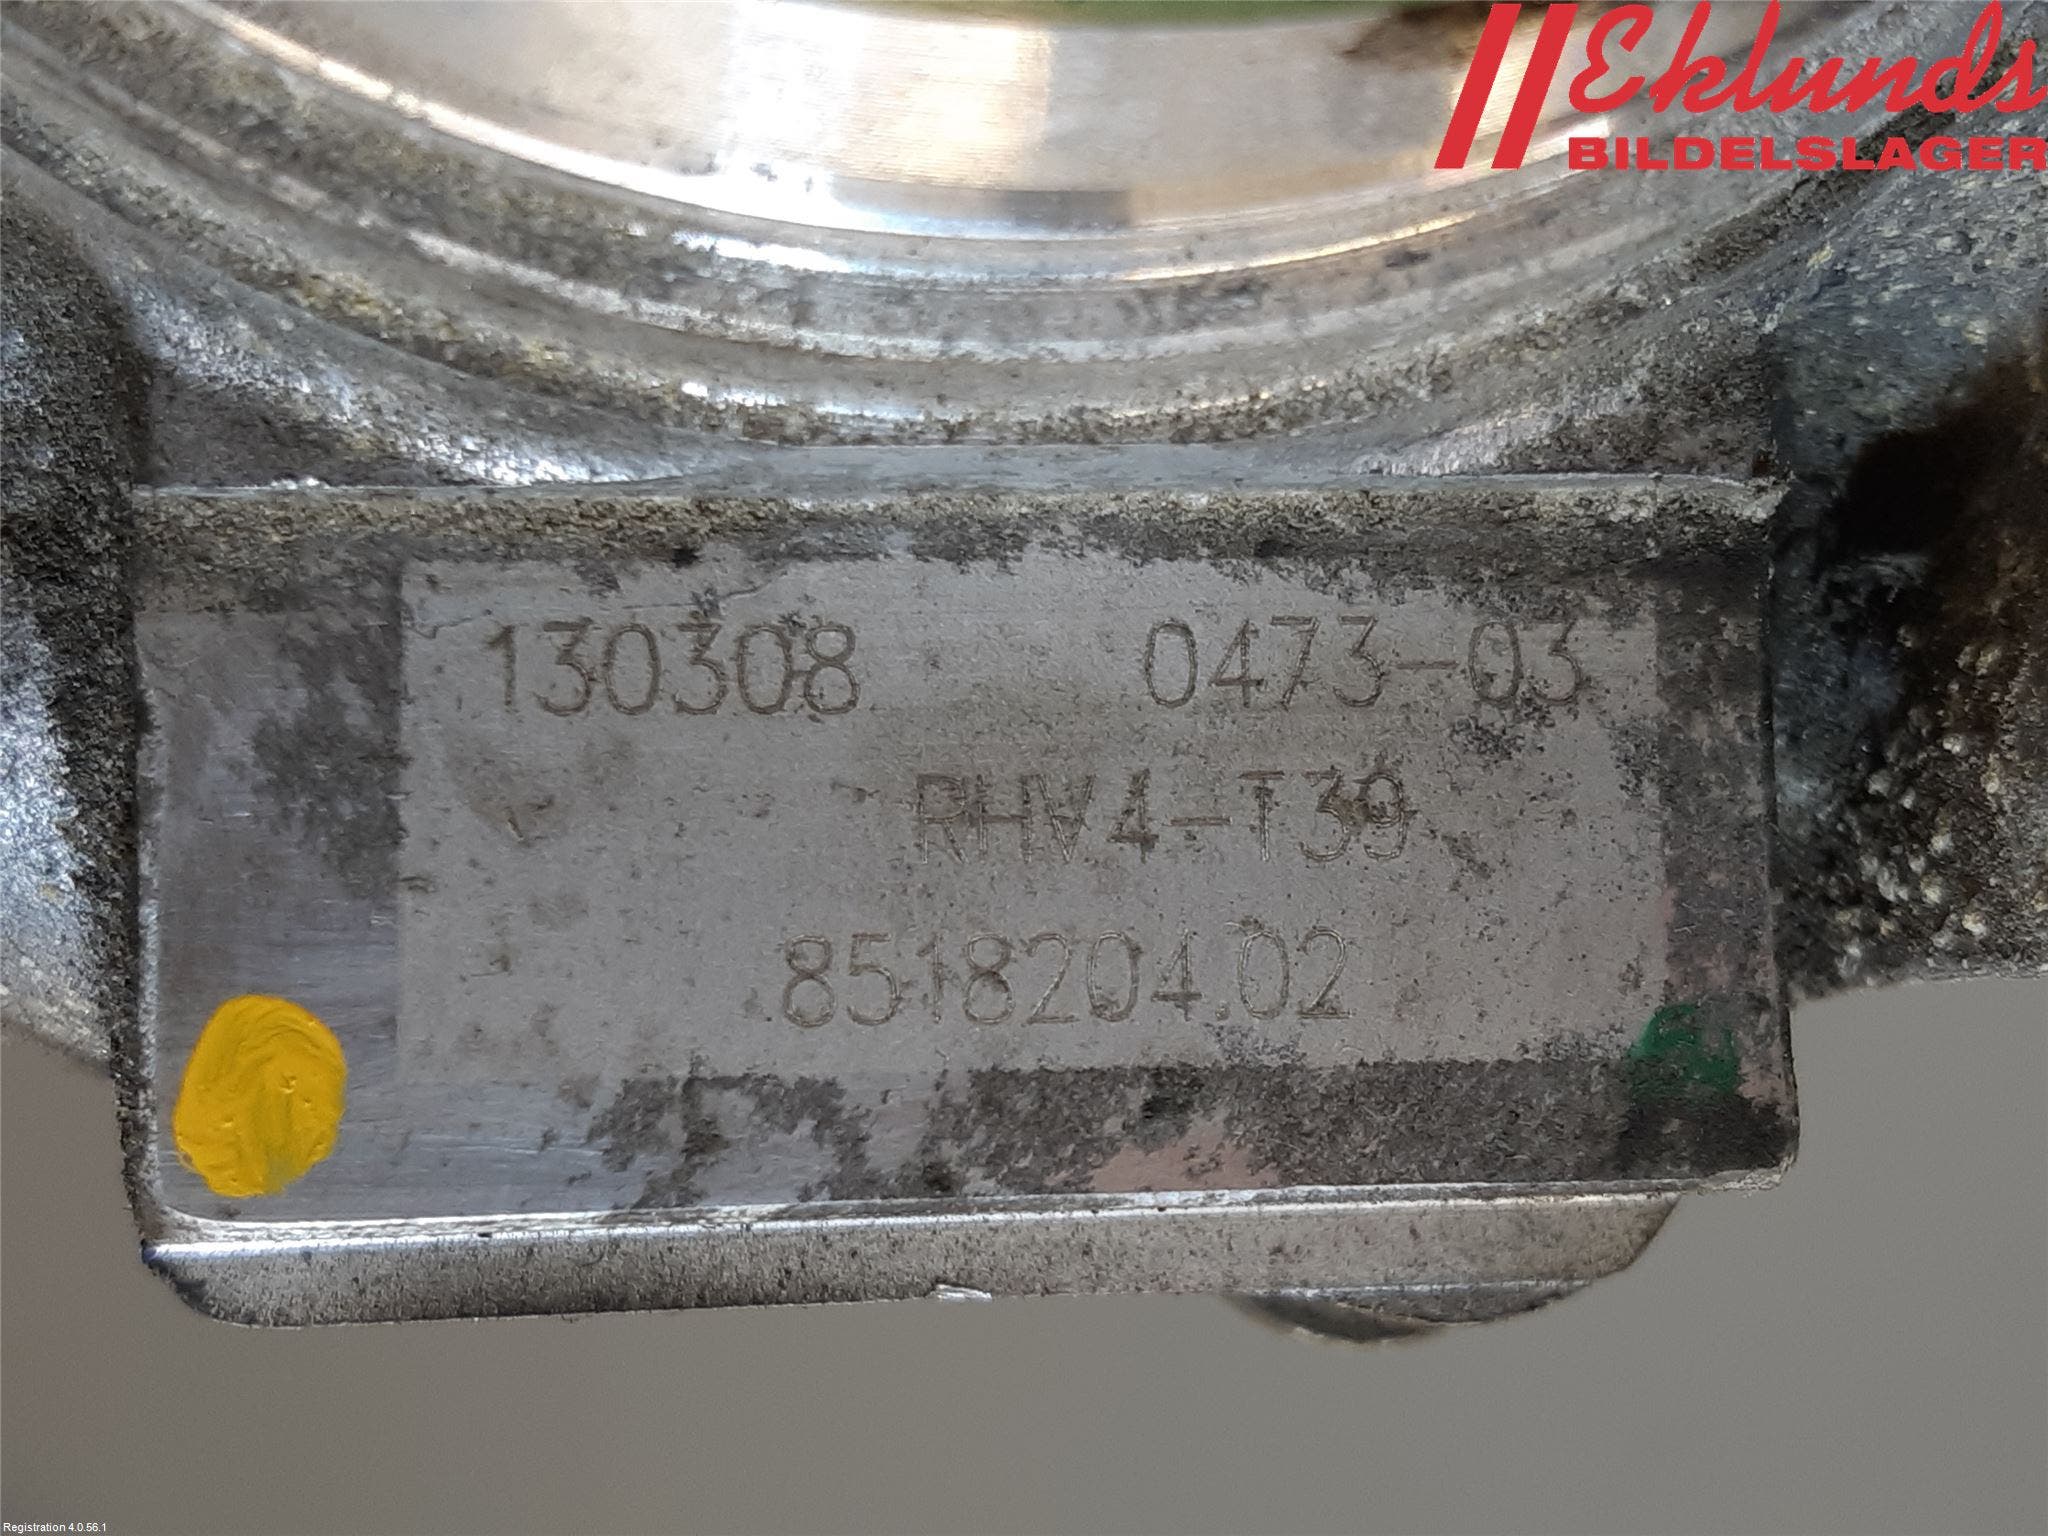 Eklunds
BILDELSLAGER
130308 0473-03
RHV4-T39
8518204.02
Registration 4.0.56.1